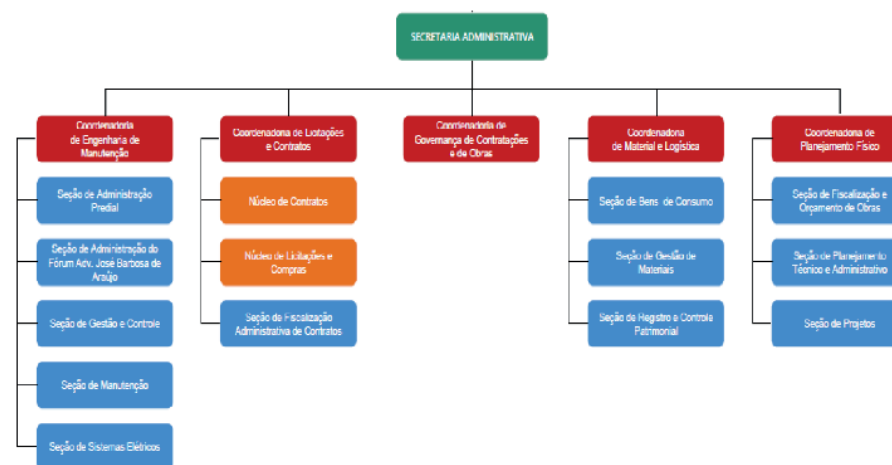 SECRETARIA ADMINISTRATIVA
Coordenadoria
de Engenharia de
Manutenção
Seção de Administração
Predial
Seção de Administração do
Fórum Adv. José Barbosa de
Araújo
Seção de Gestão e Controle
Seção de Manutenção
Seção de Sistemas Elétricos
Coordenadoria de Licitações
e Contratos
Núcleo de Contratos
Núcleo de Licitações e
Compras
Seção de Fiscalização
Administrativa de Contratos
Coordenadoria de
Governança de Contratações
e de Obras
Coordenadoria
de Material e Logística
Seção de Bens de Consumo
Seção de Gestão de
Materiais
Seção de Registro e Controle
Patrimonial
Coordenadoria de
Planejamento Físico
Seção de Fiscalização e
Orçamento de Obras
Seção de Planejamento
Técnico e Administrativo
Seção de Projetos